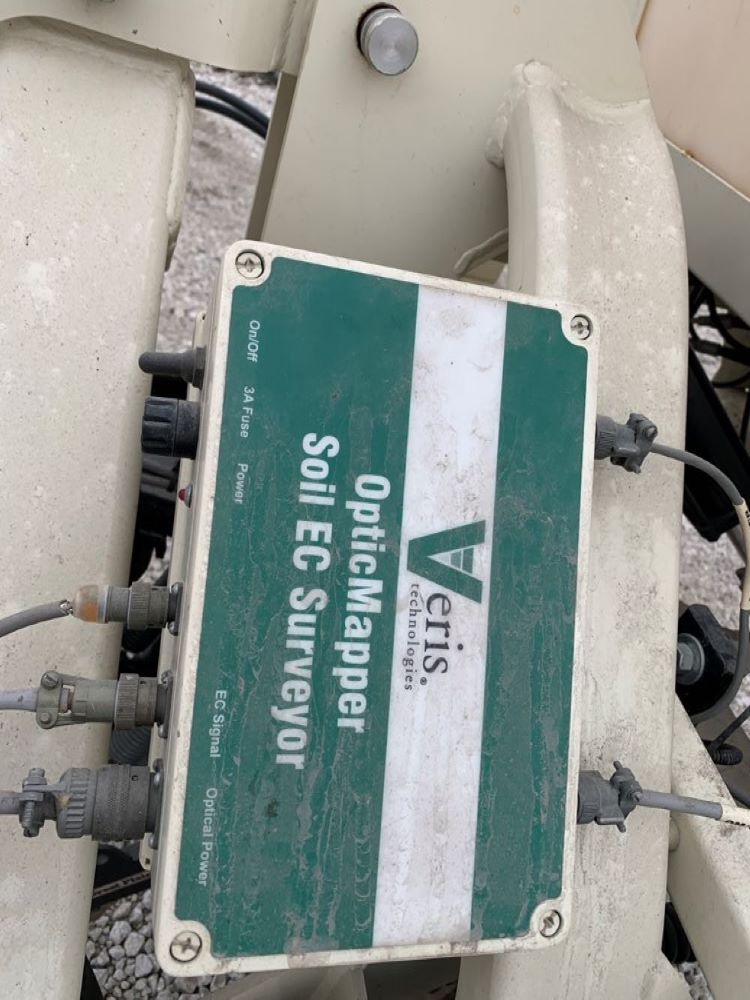 Veris®
technologies
OpticMapper
Soil EC Surveyor
On/Off
3A Fuse
Power
EC Signal
Optical Power